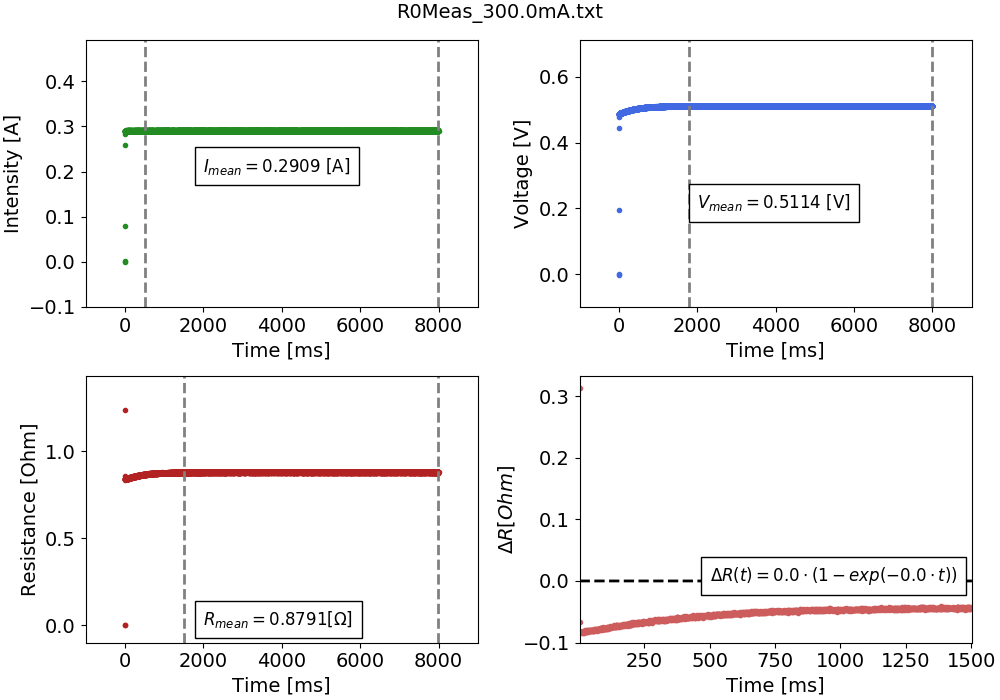 R0Meas_300.0mA.txt
Intensity [A]
0.4
0.3
0.2
0.1
0.0
−0.1
I_mean = 0.2909 [A]
0 2000 4000 6000 8000
Time [ms]
Voltage [V]
0.6
0.4
0.2
0.0
V_mean = 0.5114 [V]
0 2000 4000 6000 8000
Time [ms]
Resistance [Ohm]
1.0
0.5
0.0
R_mean = 0.8791[Ω]
0 2000 4000 6000 8000
Time [ms]
ΔR[Ohm]
0.3
0.2
0.1
0.0
−0.1
ΔR(t) = 0.0 · (1 − exp(−0.0 · t))
250 500 750 1000 1250 1500
Time [ms]